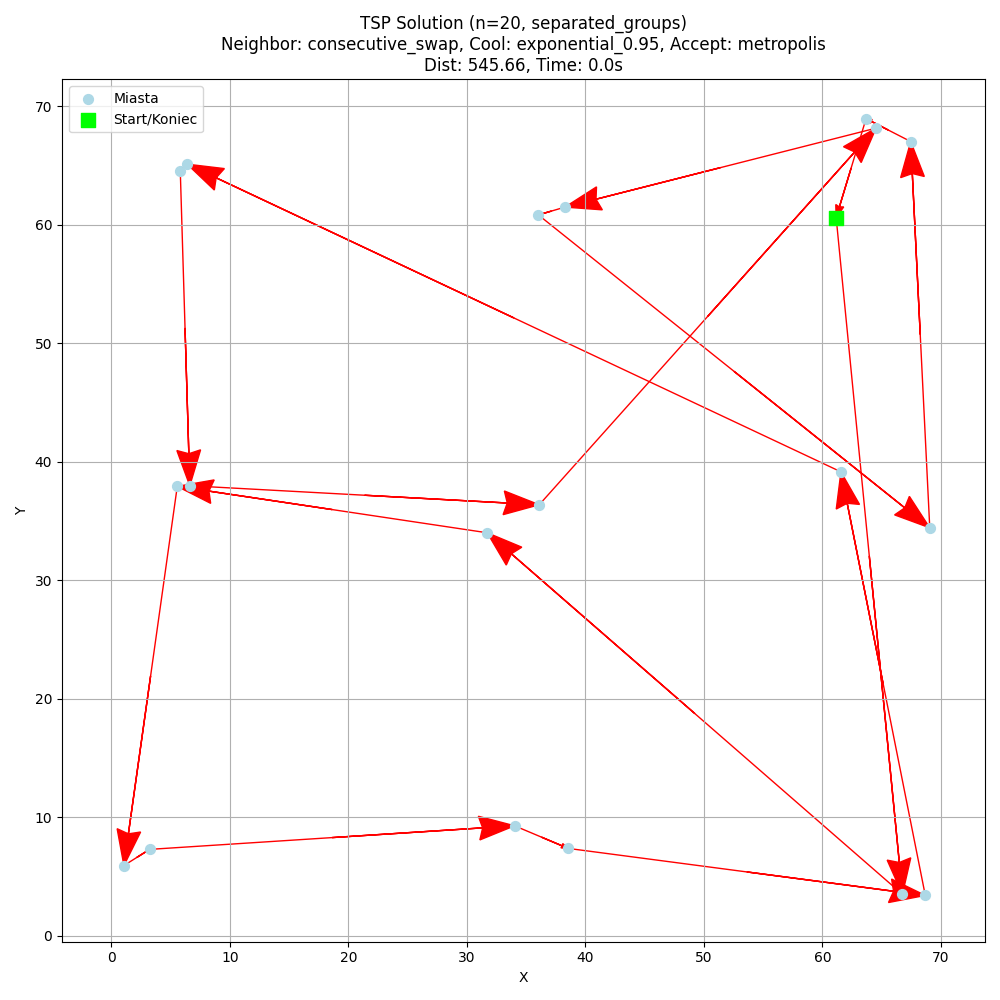 TSP Solution (n=20, separated_groups)
Neighbor: consecutive_swap, Cool: exponential_0.95, Accept: metropolis
Dist: 545.66, Time: 0.0s
Miasta
Start/Koniec
70
60
50
40
30
20
10
0
Y
0 10 20 30 40 50 60 70
X